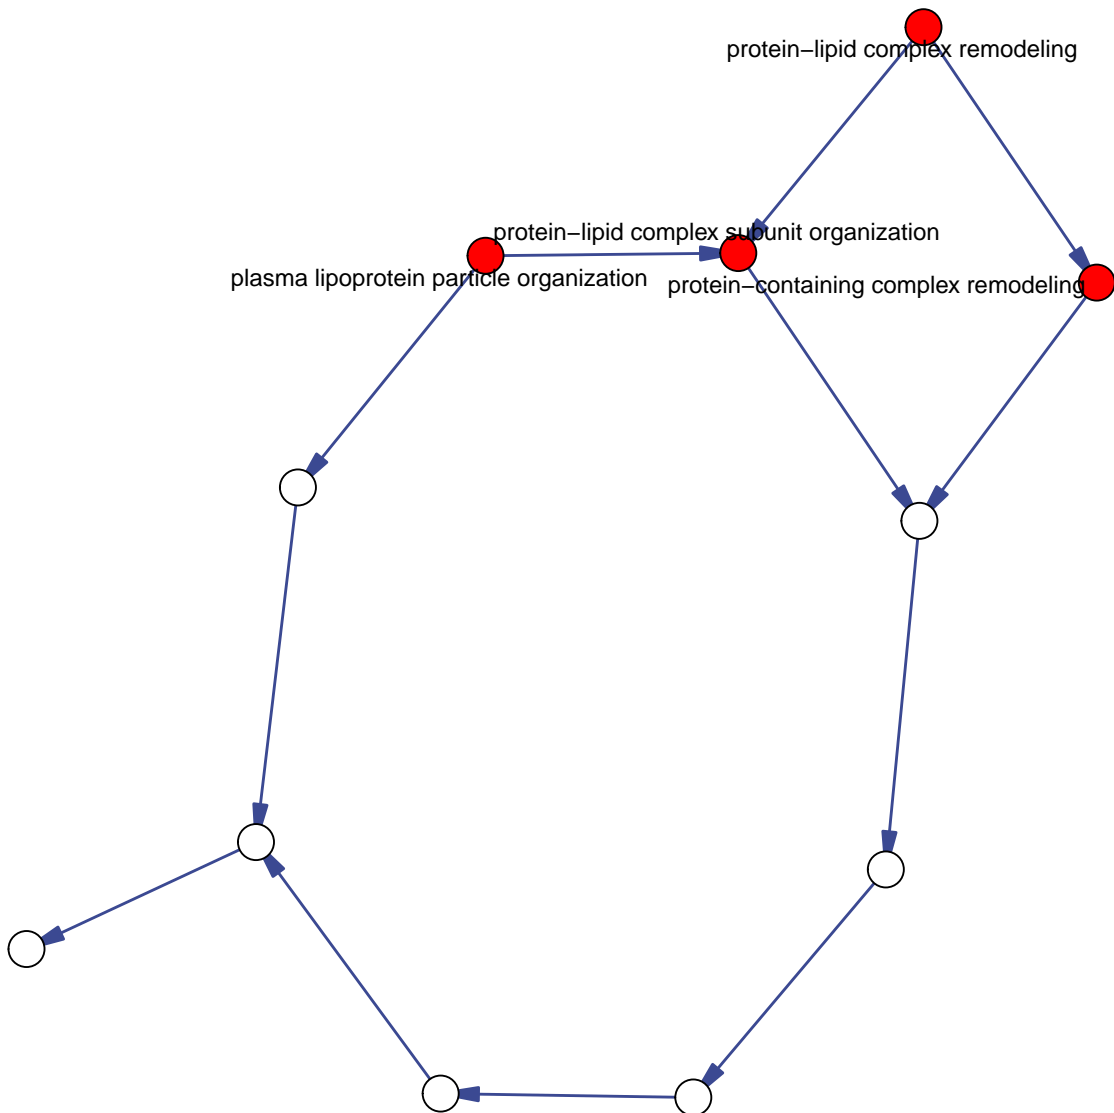 protein−lipid complex remodeling
protein−lipid complex subunit organization
plasma lipoprotein particle organization
protein−containing complex remodeling